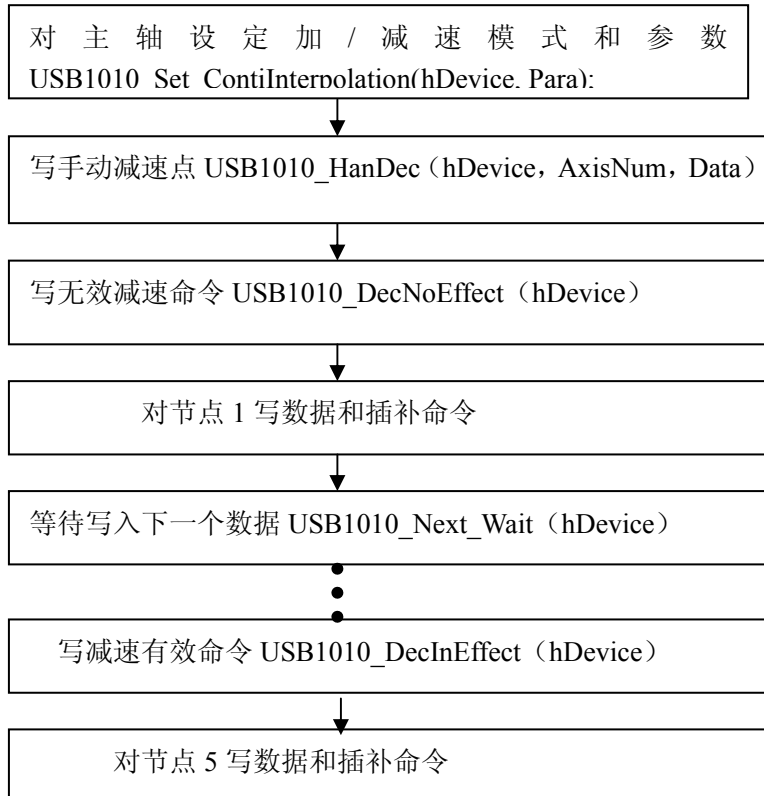 对主轴设定加/减速模式和参数
USB1010_Set_ContiInterpolation(hDevice, Para);
写手动减速点 USB1010_HanDec（hDevice，AxisNum，Data）
写无效减速命令 USB1010_DecNoEffect（hDevice）
对节点 1 写数据和插补命令
等待写入下一个数据 USB1010_Next_Wait（hDevice）
写减速有效命令 USB1010_DecInEffect（hDevice）
对节点 5 写数据和插补命令